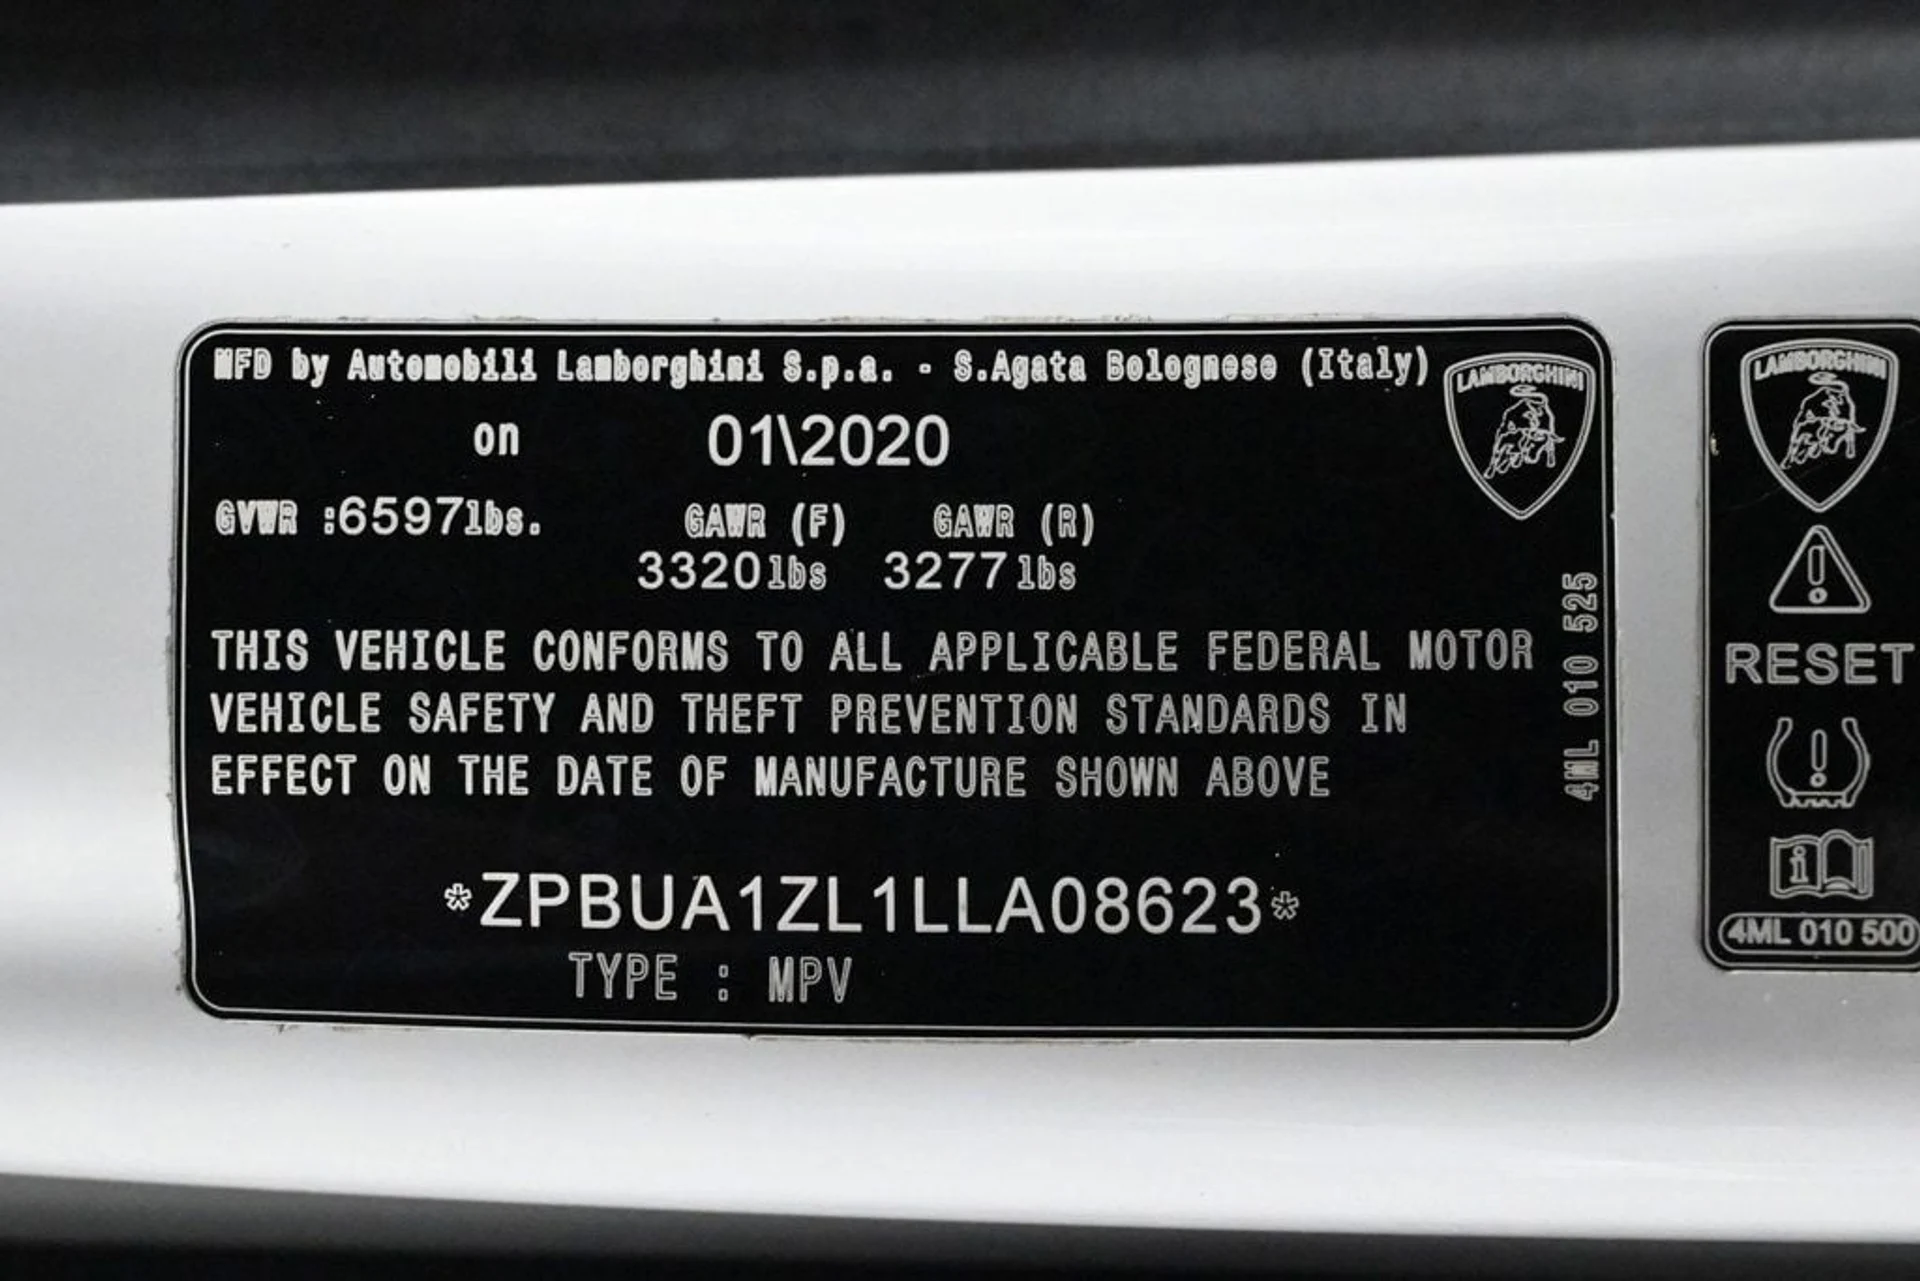 MFD by Automobili Lamborghini S.p.a. - S.Agata Bolognese (Italy)
on 01\2020
GVWR :6597lbs. GAWR (F) GAWR (R)
3320lbs 3277lbs
THIS VEHICLE CONFORMS TO ALL APPLICABLE FEDERAL MOTOR
VEHICLE SAFETY AND THEFT PREVENTION STANDARDS IN
EFFECT ON THE DATE OF MANUFACTURE SHOWN ABOVE
*ZPBUA1ZL1LLA08623*
TYPE : MPV
LAMBORGHINI
4ML 010 525
LAMBORGHINI
RESET
i
4ML 010 500